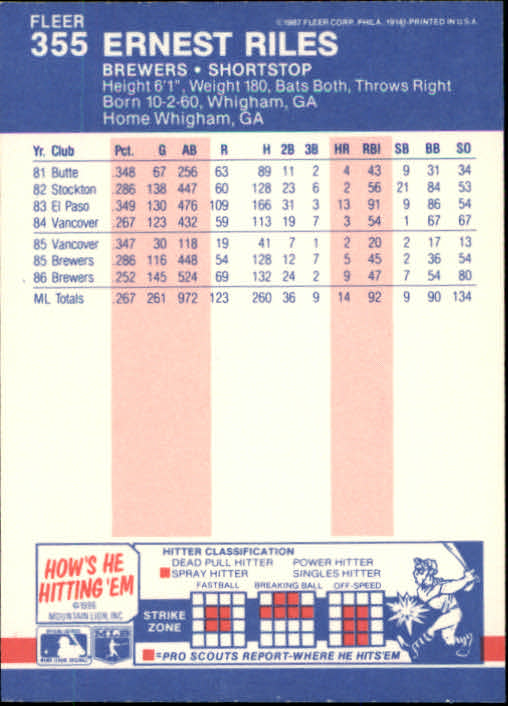 FLEER ©1987 FLEER CORP. PHILA. 19141-PRINTED IN U.S.A.
355 ERNEST RILES
BREWERS • SHORTSTOP
Height 6'1", Weight 180, Bats Both, Throws Right
Born 10-2-60, Whigham, GA
Home Whigham, GA
Yr. Club Pct. G AB R H 2B 3B HR RBI SB BB SO
81 Butte .348 67 256 63 89 11 2 4 43 9 31 34
82 Stockton .286 138 447 60 128 23 6 2 56 21 84 53
83 El Paso .349 130 476 109 166 31 3 13 91 9 86 54
84 Vancover .267 123 432 59 113 19 7 3 54 1 67 67
85 Vancover .347 30 118 19 41 7 1 2 20 2 17 13
85 Brewers .286 116 448 54 128 12 7 5 45 2 36 54
86 Brewers .252 145 524 69 132 24 2 9 47 7 54 80
ML Totals .267 261 972 123 260 36 9 14 92 9 90 134
HOW'S HE
HITTING 'EM
©1986
MOUNTAIN LION, INC
HITTER CLASSIFICATION
DEAD PULL HITTER POWER HITTER
SPRAY HITTER SINGLES HITTER
FASTBALL BREAKING BALL OFF-SPEED
STRIKE
ZONE
=PRO SCOUTS REPORT-WHERE HE HITS 'EM